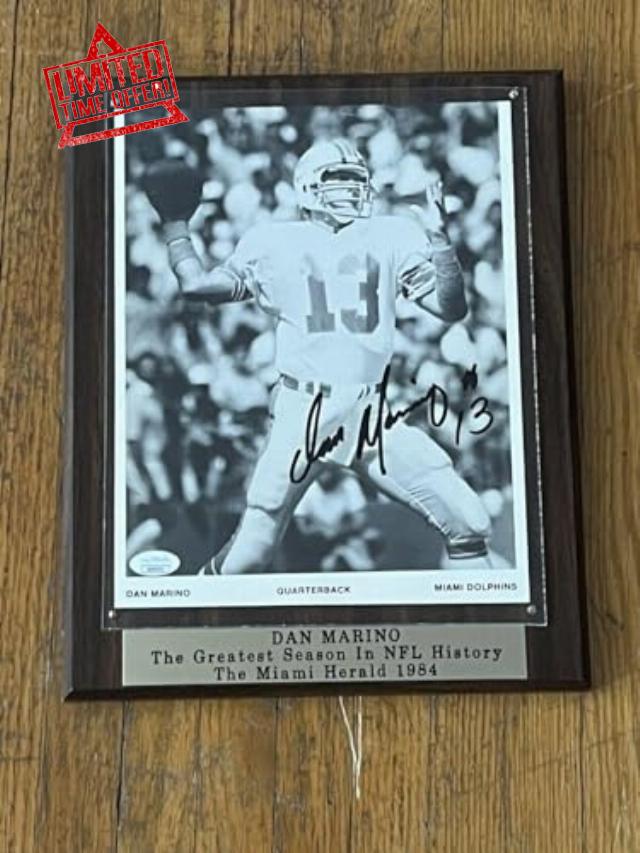 LIMITED
TIME OFFER!
13
Dan Marino #13
DAN MARINO
QUARTERBACK
MIAMI DOLPHINS
DAN MARINO
The Greatest Season In NFL History
The Miami Herald 1984